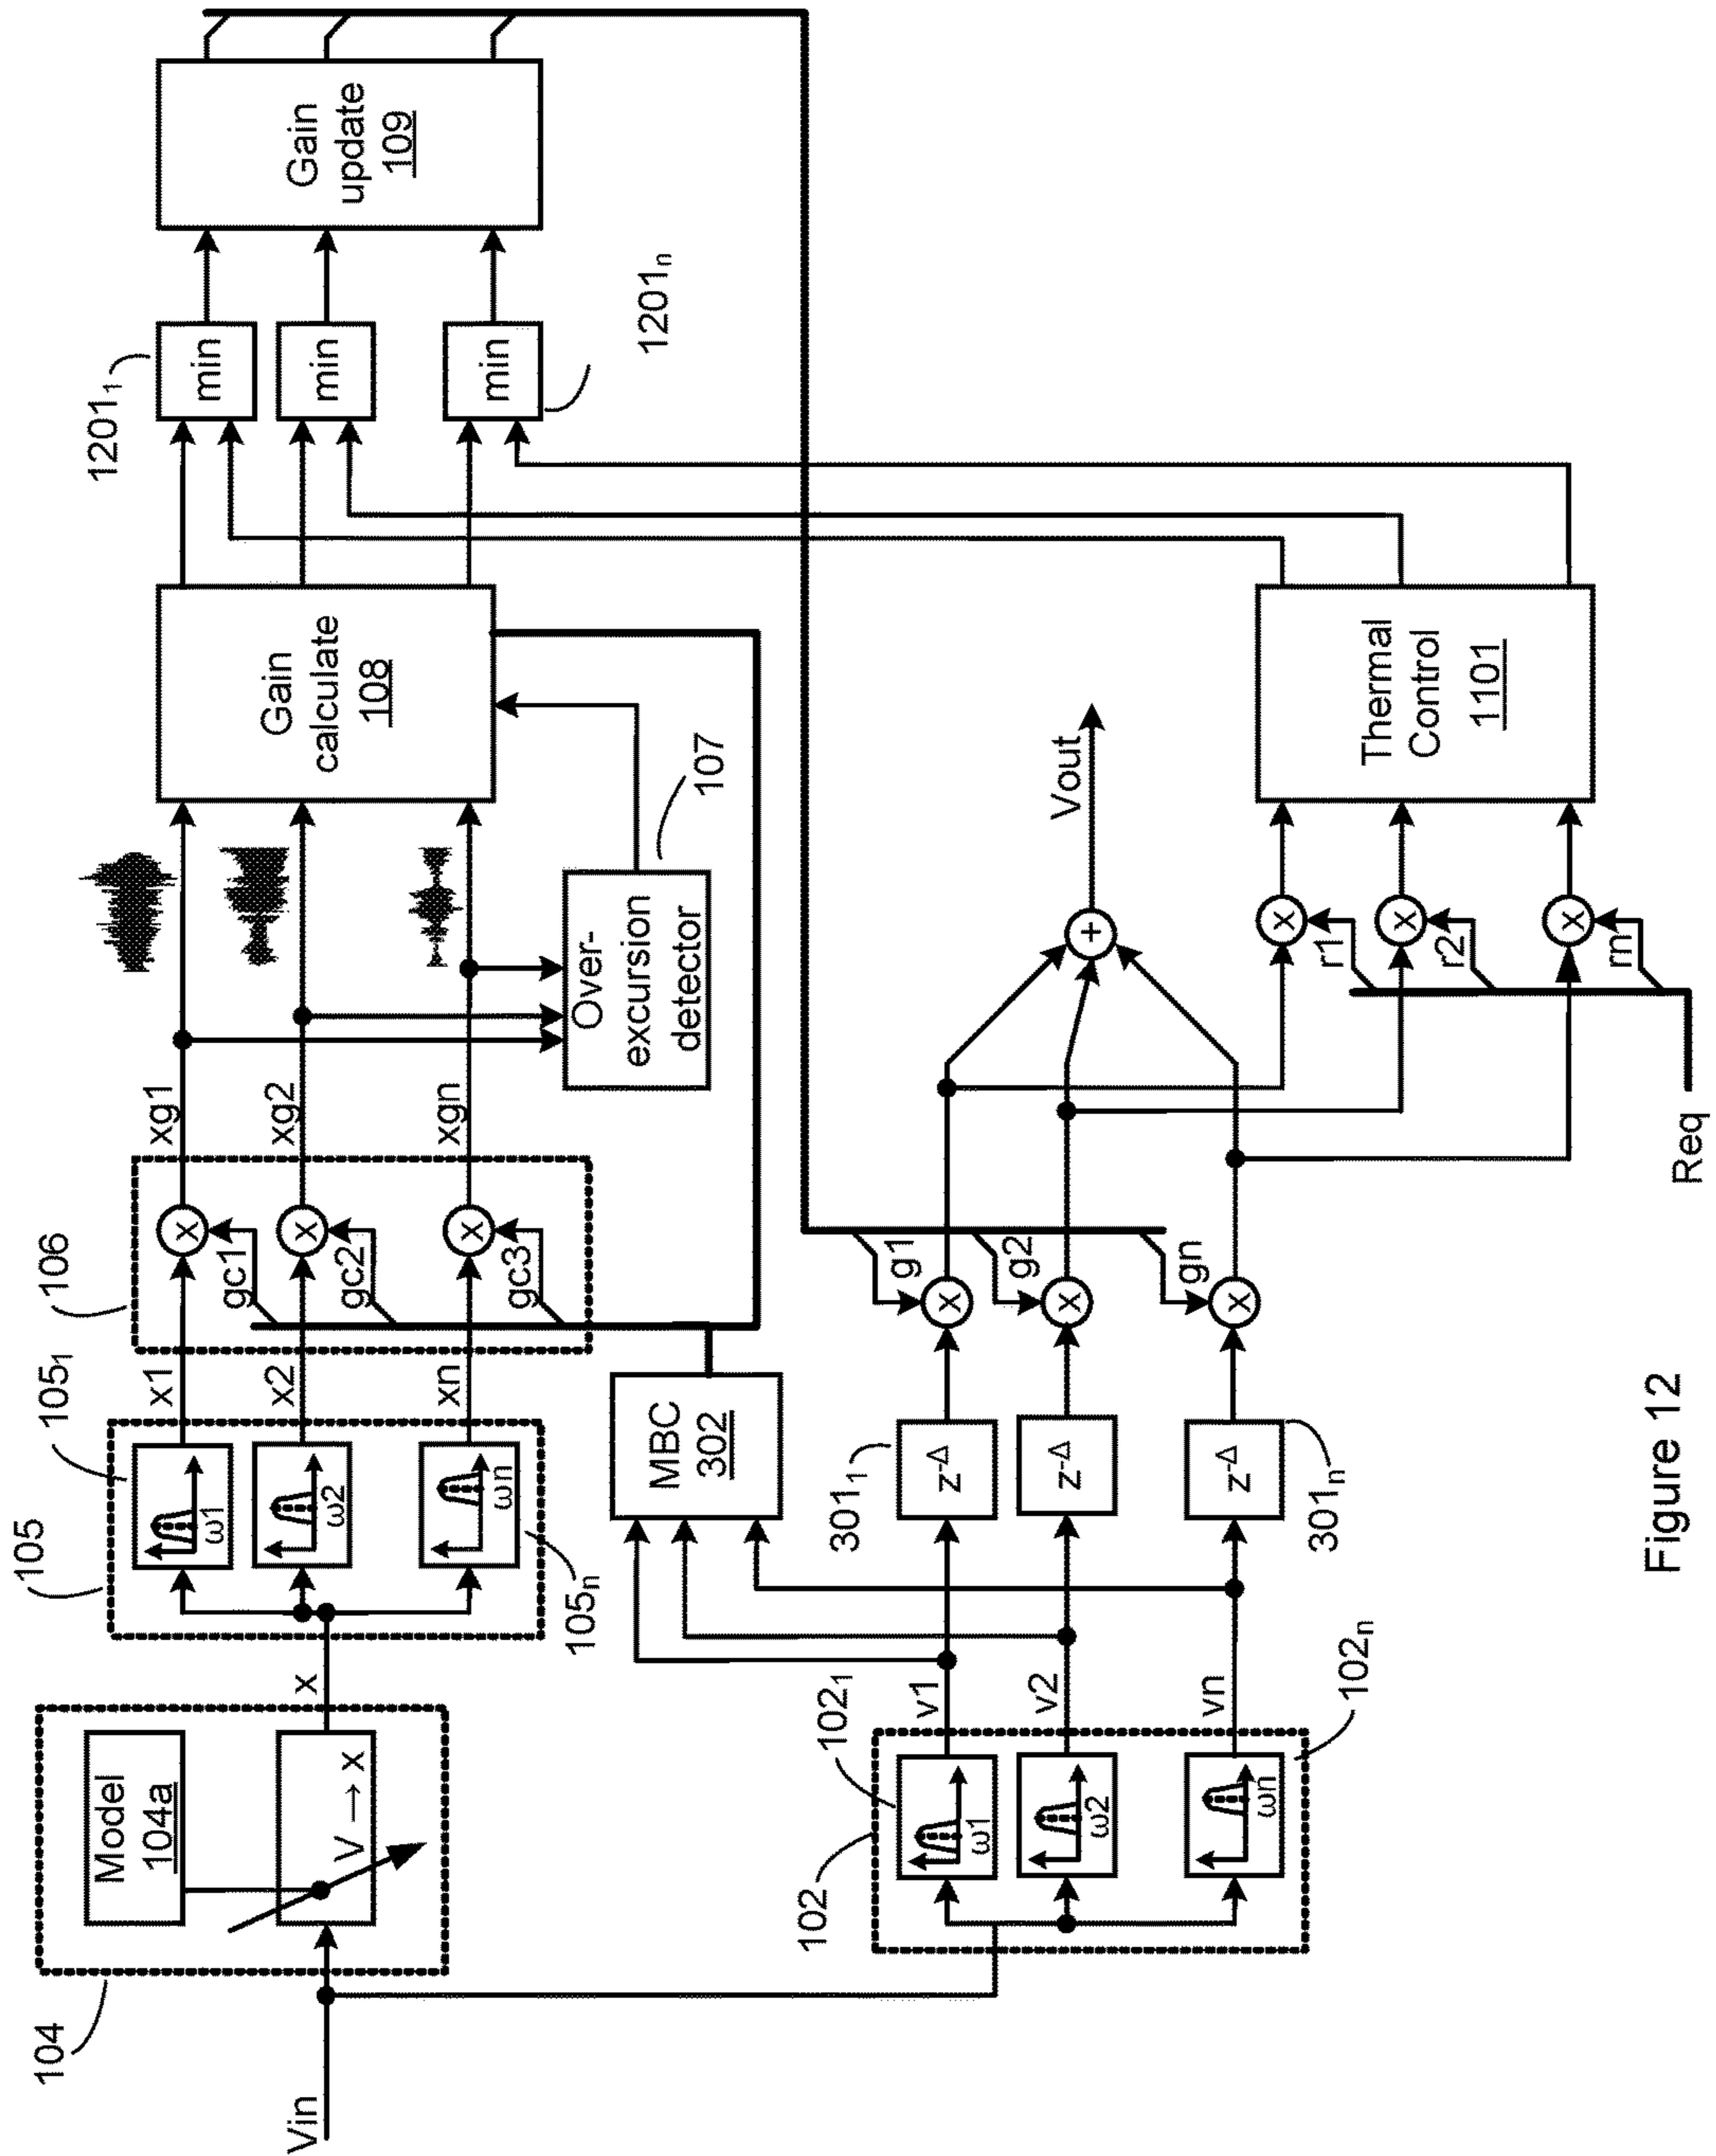 Vin
104
Model
104a
V → x
x
105
105₁
ω1
ω2
ωn
105ₙ
x1
x2
xn
106
x
x
x
gc1
gc2
gc3
xg1
xg2
xgn
Over-
excursion
detector
107
Gain
calculate
108
1201₁
min
min
min
1201ₙ
Gain
update
109
MBC
302
102
102₁
ω1
ω2
ωn
102ₙ
v1
v2
vn
301₁
z⁻Δ
z⁻Δ
z⁻Δ
301ₙ
g1
g2
gn
x
x
x
+
Vout
x
x
x
r1
r2
rn
Req
Thermal
Control
1101
Figure 12